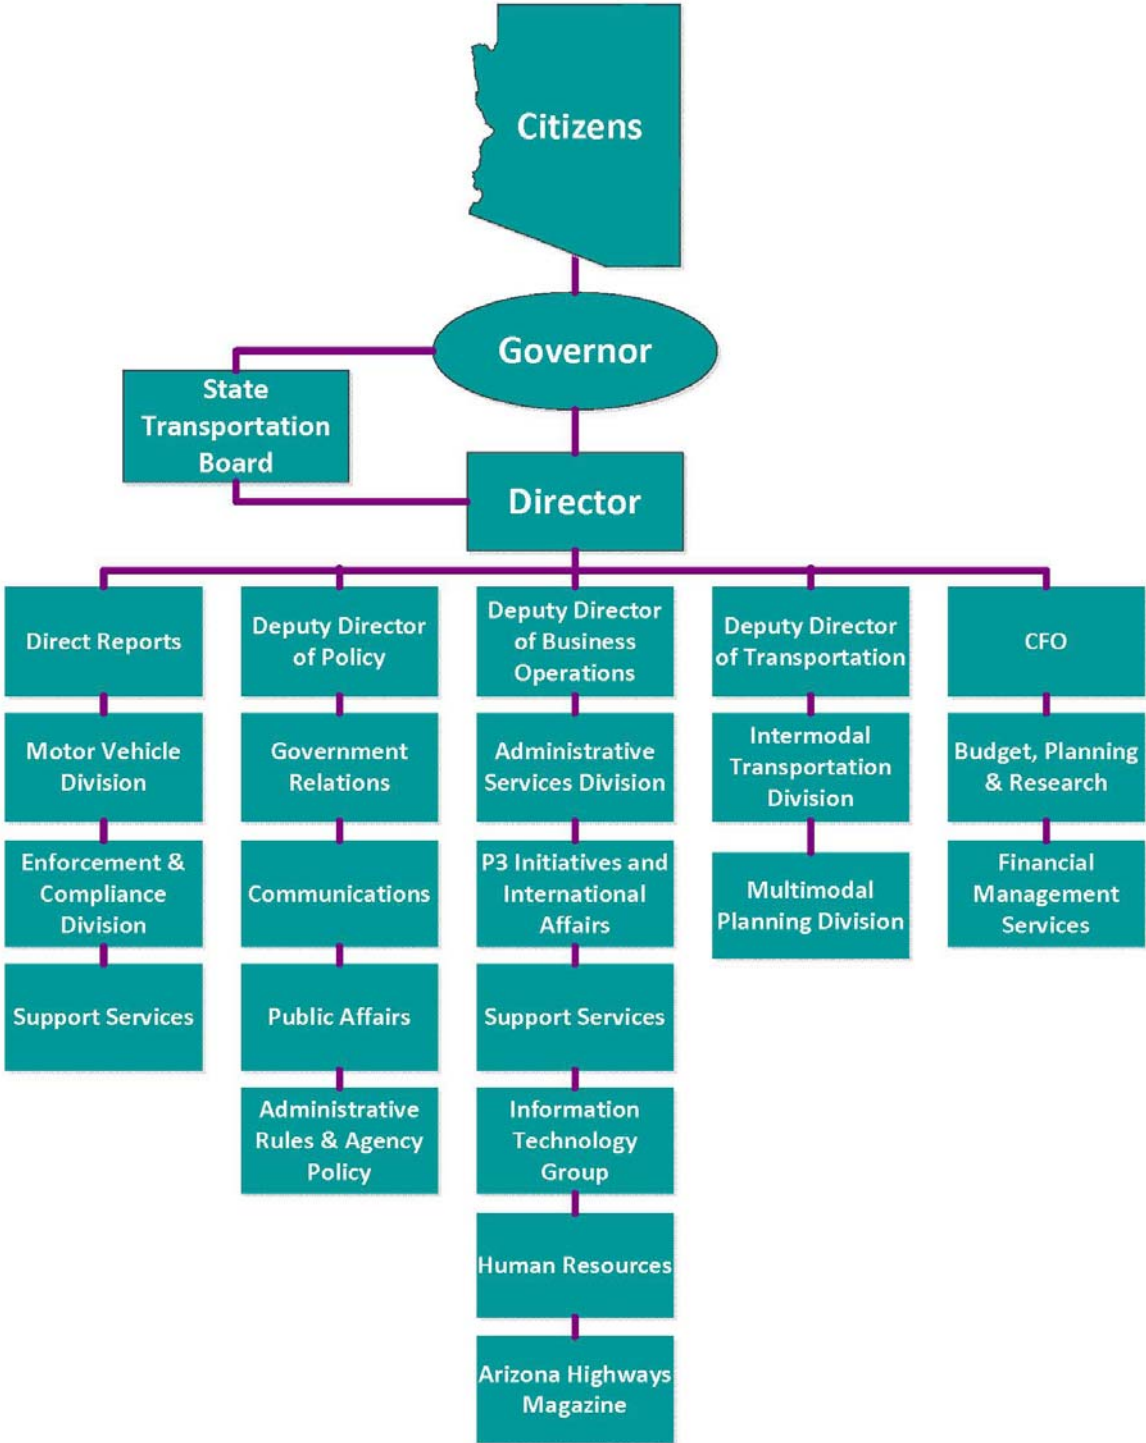 Citizens
Governor
State
Transportation
Board
Director
Direct Reports
Motor Vehicle
Division
Enforcement &
Compliance
Division
Support Services
Deputy Director
of Policy
Government
Relations
Communications
Public Affairs
Administrative
Rules & Agency
Policy
Deputy Director
of Business
Operations
Administrative
Services Division
P3 Initiatives and
International
Affairs
Support Services
Information
Technology
Group
Human Resources
Arizona Highways
Magazine
Deputy Director
of Transportation
Intermodal
Transportation
Division
Multimodal
Planning Division
CFO
Budget, Planning
& Research
Financial
Management
Services